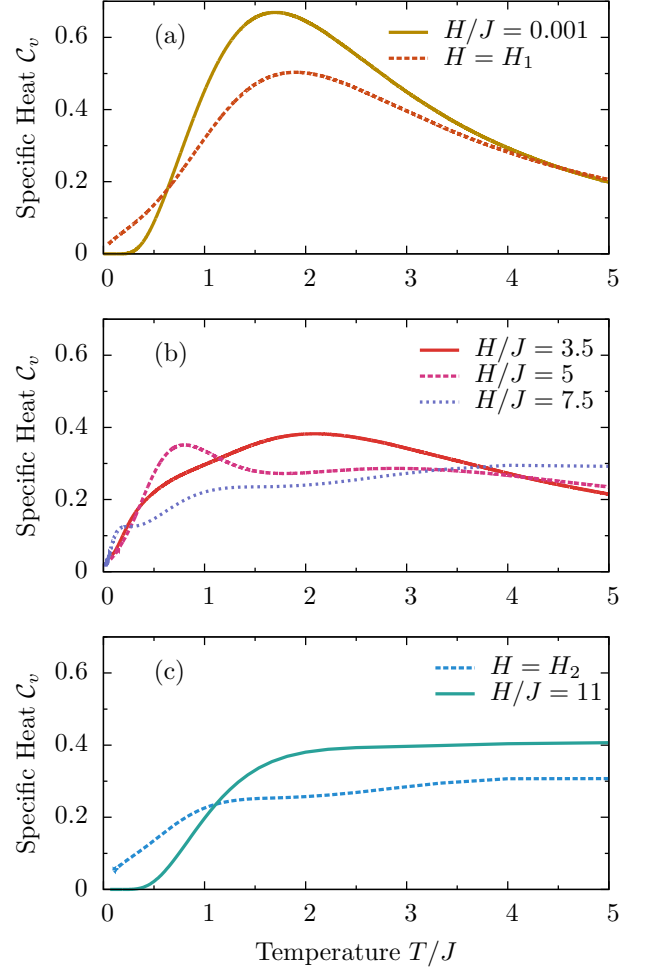 (a)
H/J = 0.001
H = H₁
Specific Heat 𝒞ᵥ
0.6
0.4
0.2
0
0 1 2 3 4 5
(b)
H/J = 3.5
H/J = 5
H/J = 7.5
Specific Heat 𝒞ᵥ
0.6
0.4
0.2
0
0 1 2 3 4 5
(c)
H = H₂
H/J = 11
Specific Heat 𝒞ᵥ
0.6
0.4
0.2
0
0 1 2 3 4 5
Temperature T/J